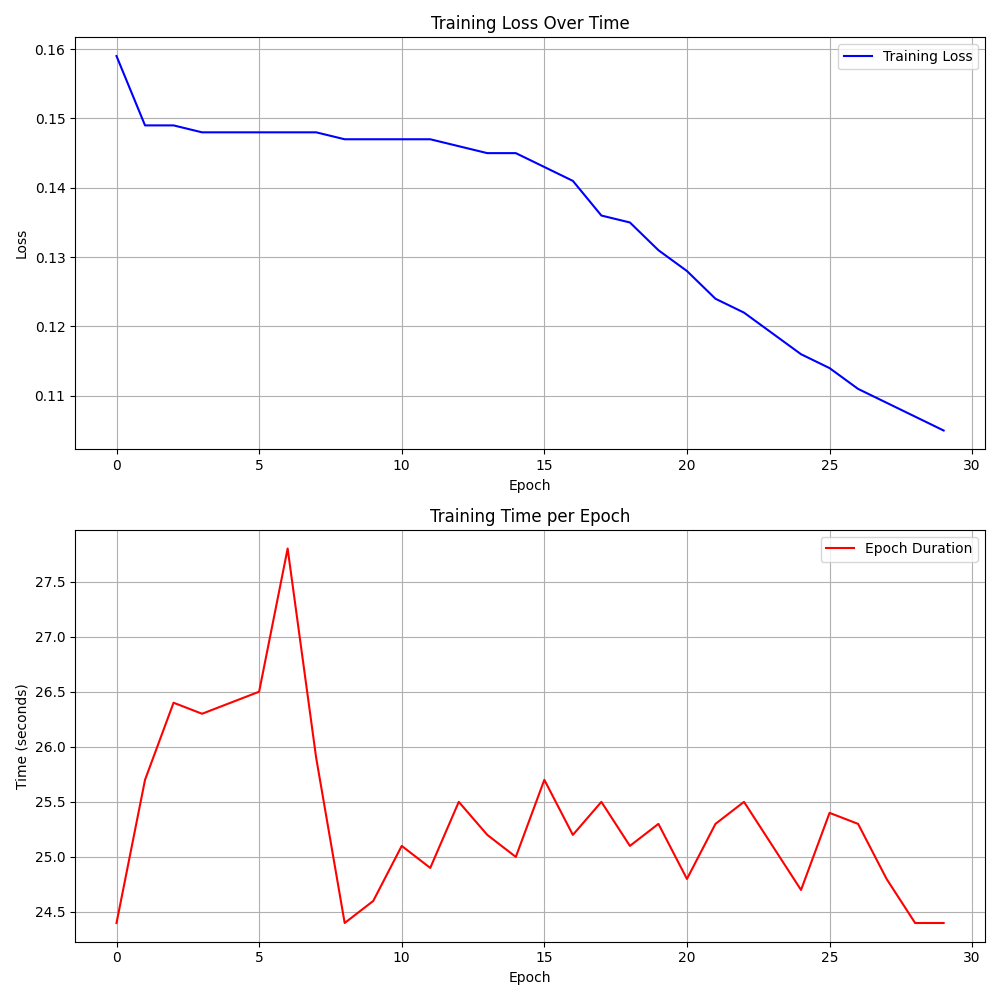 Training Loss Over Time
Training Loss
0.16
0.15
0.14
0.13
0.12
0.11
Loss
0 5 10 15 20 25 30
Epoch
Training Time per Epoch
Epoch Duration
27.5
27.0
26.5
26.0
25.5
25.0
24.5
Time (seconds)
0 5 10 15 20 25 30
Epoch